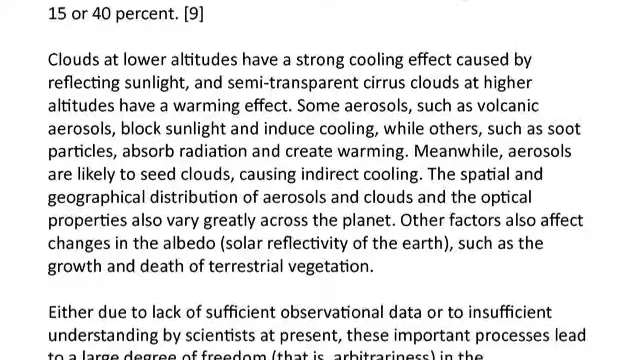 15 or 40 percent. [9]
Clouds at lower altitudes have a strong cooling effect caused by
reflecting sunlight, and semi-transparent cirrus clouds at higher
altitudes have a warming effect. Some aerosols, such as volcanic
aerosols, block sunlight and induce cooling, while others, such as soot
particles, absorb radiation and create warming. Meanwhile, aerosols
are likely to seed clouds, causing indirect cooling. The spatial and
geographical distribution of aerosols and clouds and the optical
properties also vary greatly across the planet. Other factors also affect
changes in the albedo (solar reflectivity of the earth), such as the
growth and death of terrestrial vegetation.
Either due to lack of sufficient observational data or to insufficient
understanding by scientists at present, these important processes lead
to a large degree of freedom (that is, arbitrariness) in the